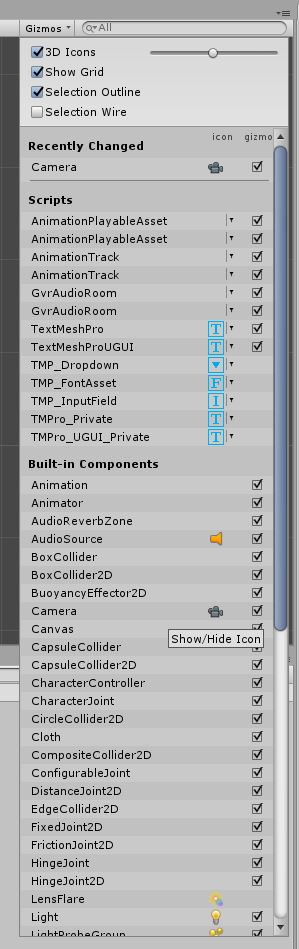 Gizmos
All
3D Icons
Show Grid
Selection Outline
Selection Wire
icon gizmo
Recently Changed
Camera
Scripts
AnimationPlayableAsset
AnimationPlayableAsset
AnimationTrack
AnimationTrack
GvrAudioRoom
GvrAudioRoom
TextMeshPro T
TextMeshProUGUI T
TMP_Dropdown
TMP_FontAsset F
TMP_InputField I
TMPro_Private T
TMPro_UGUI_Private T
Built-in Components
Animation
Animator
AudioReverbZone
AudioSource
BoxCollider
BoxCollider2D
BuoyancyEffector2D
Camera
Canvas
Show/Hide Icon
CapsuleCollider
CapsuleCollider2D
CharacterController
CharacterJoint
CircleCollider2D
Cloth
CompositeCollider2D
ConfigurableJoint
DistanceJoint2D
EdgeCollider2D
FixedJoint2D
FrictionJoint2D
HingeJoint
HingeJoint2D
LensFlare
Light
LightProbeGroup